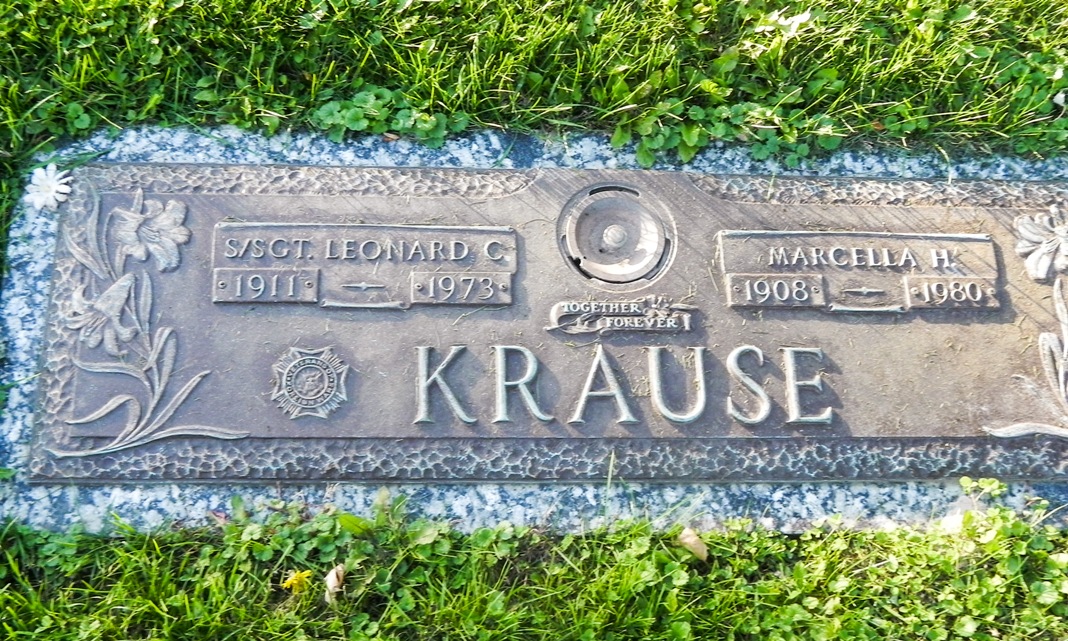 S/SGT. LEONARD C.
1911 – 1973
MARCELLA H.
1908 – 1980
TOGETHER
FOREVER
KRAUSE